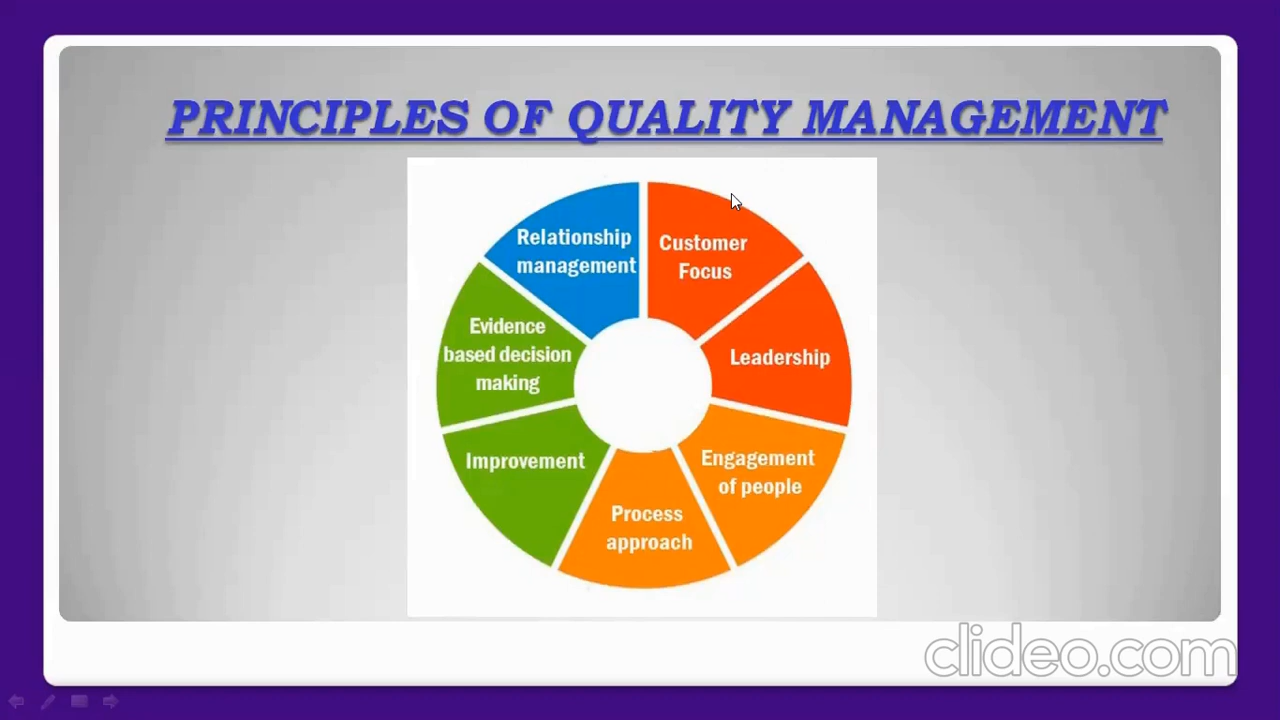 PRINCIPLES OF QUALITY MANAGEMENT
Relationship
management
Customer
Focus
Evidence
based decision
making
Leadership
Improvement
Engagement
of people
Process
approach
clideo.com